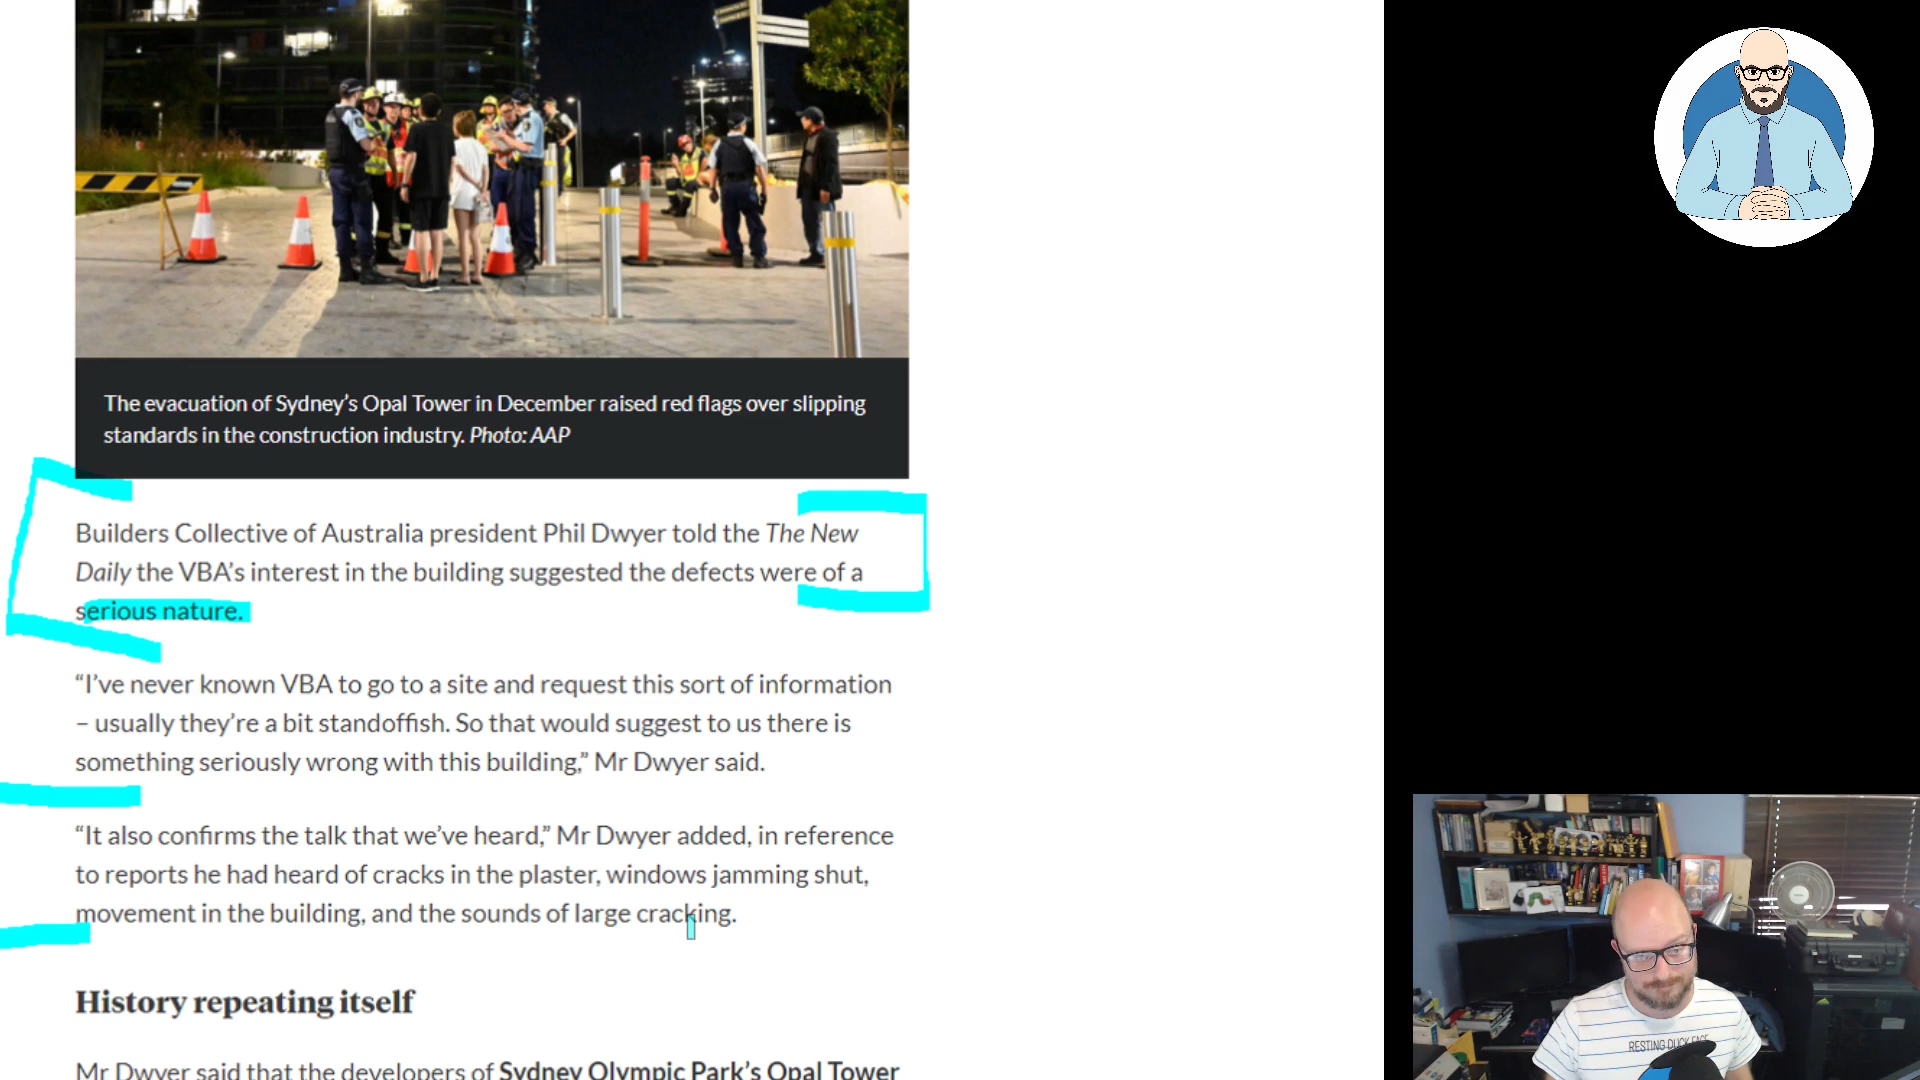 The evacuation of Sydney’s Opal Tower in December raised red flags over slipping
standards in the construction industry. Photo: AAP
Builders Collective of Australia president Phil Dwyer told the The New
Daily the VBA’s interest in the building suggested the defects were of a
serious nature.
“I’ve never known VBA to go to a site and request this sort of information
– usually they’re a bit standoffish. So that would suggest to us there is
something seriously wrong with this building,” Mr Dwyer said.
“It also confirms the talk that we’ve heard,” Mr Dwyer added, in reference
to reports he had heard of cracks in the plaster, windows jamming shut,
movement in the building, and the sounds of large cracking.
History repeating itself
Mr Dwyer said that the developers of Sydney Olympic Park’s Opal Tower
RESTING DUCK FACE